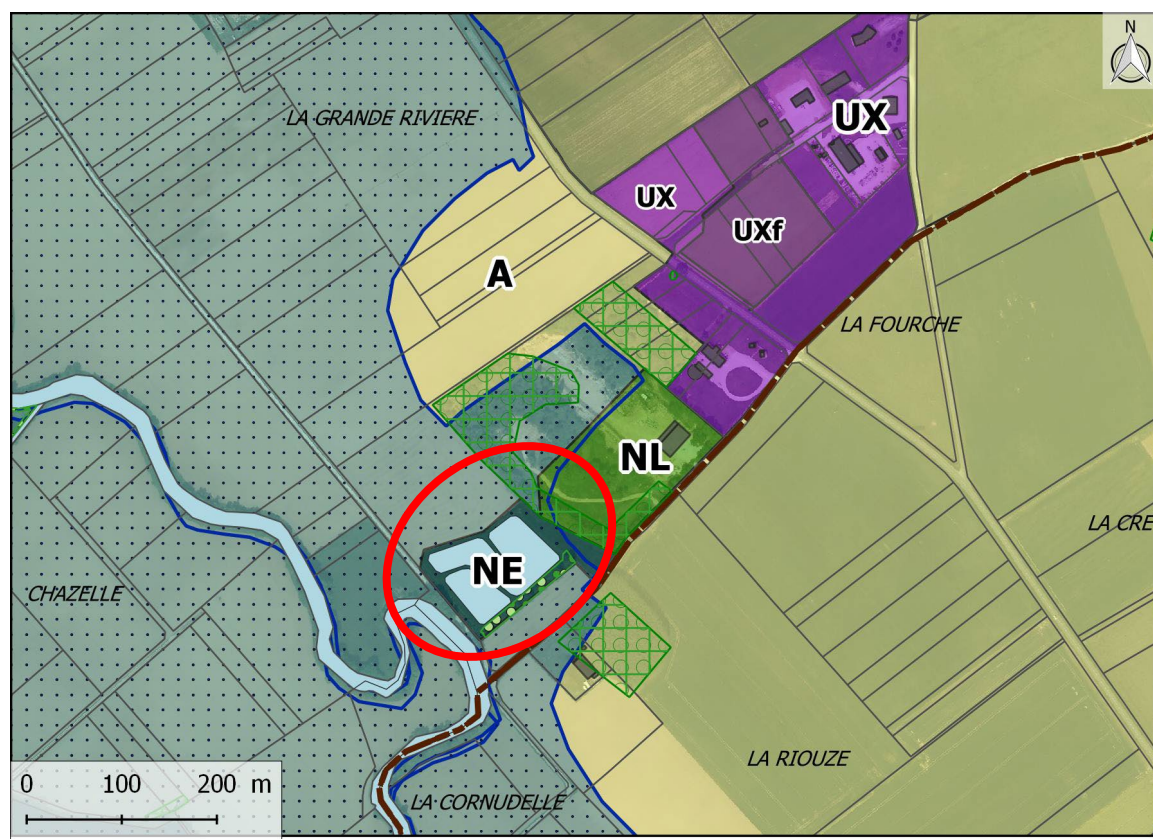 N
LA GRANDE RIVIERE
UX
UX
UXf
A
LA FOURCHE
NL
LA CRE
NE
CHAZELLE
LA RIOUZE
0 100 200 m
LA CORNUDELLE